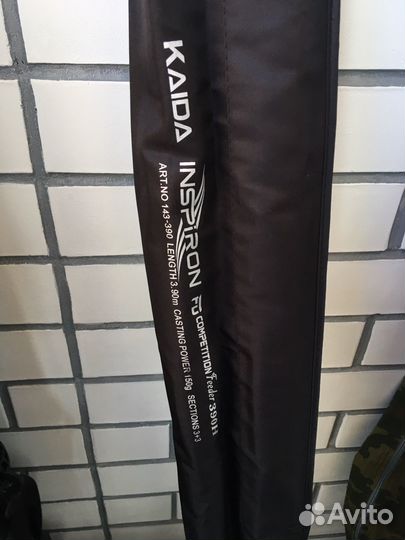 KAIDA
INSPIRON FG COMPETITION Feeder 390H
ART.NO 143-390 LENGTH 3.90m CASTING POWER 150g SECTIONS 3+3
Avito